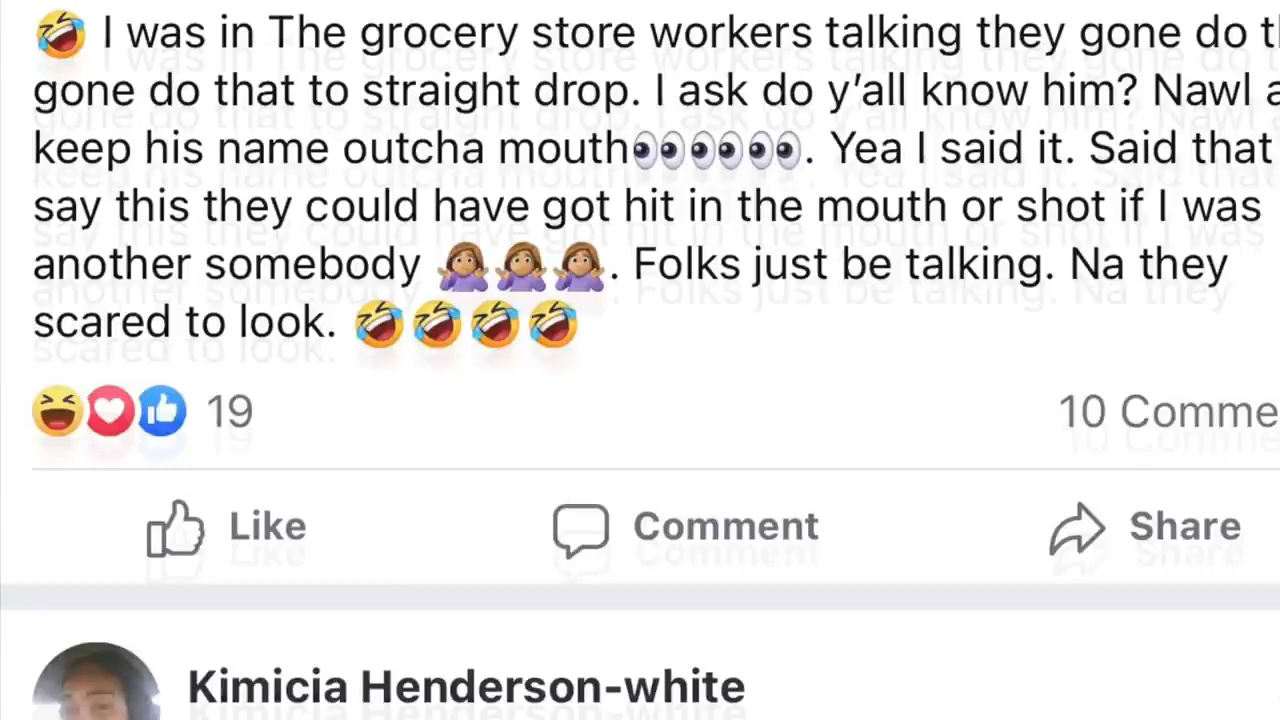 🤣 I was in The grocery store workers talking they gone do
gone do that to straight drop. I ask do y’all know him? Nawl
keep his name outcha mouth👀👀👀. Yea I said it. Said that
say this they could have got hit in the mouth or shot if I was
another somebody 🤷🏽‍♀️🤷🏽‍♀️🤷🏽‍♀️. Folks just be talking. Na they
scared to look. 🤣🤣🤣🤣
19
10 Comme
Like
Comment
Share
Kimicia Henderson-white